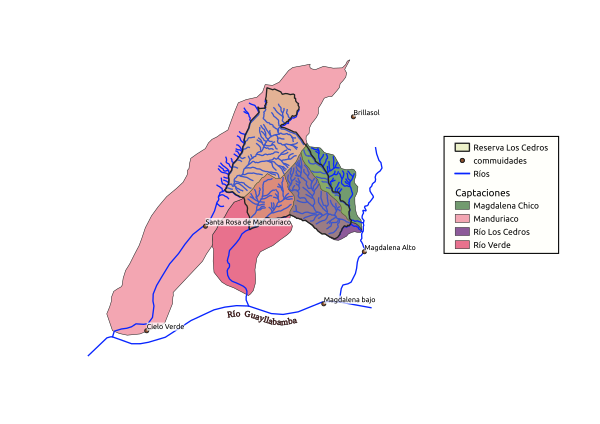 Brillasol
Santa Rosa de Manduriaco
Magdalena Alto
Magdalena bajo
Río Guayllabamba
Cielo Verde
Reserva Los Cedros
commuidades
Ríos
Captaciones
Magdalena Chico
Manduriaco
Río Los Cedros
Río Verde